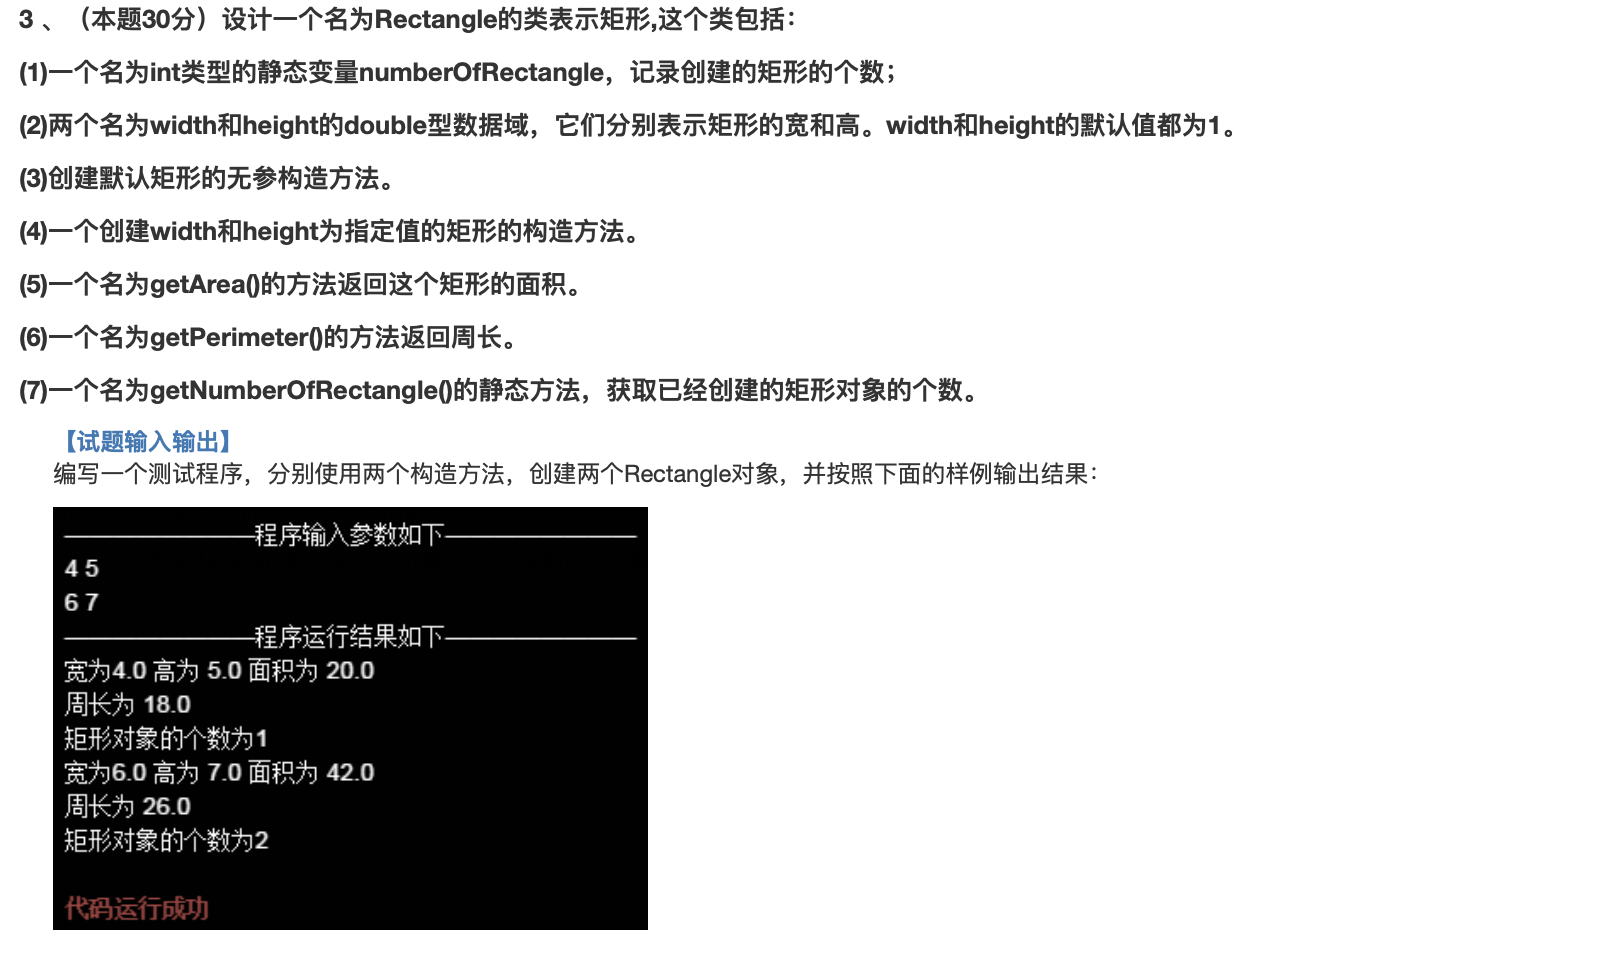 3 、（本题30分）设计一个名为Rectangle的类表示矩形,这个类包括：
(1)一个名为int类型的静态变量numberOfRectangle，记录创建的矩形的个数；
(2)两个名为width和height的double型数据域，它们分别表示矩形的宽和高。width和height的默认值都为1。
(3)创建默认矩形的无参构造方法。
(4)一个创建width和height为指定值的矩形的构造方法。
(5)一个名为getArea()的方法返回这个矩形的面积。
(6)一个名为getPerimeter()的方法返回周长。
(7)一个名为getNumberOfRectangle()的静态方法，获取已经创建的矩形对象的个数。
【试题输入输出】
编写一个测试程序，分别使用两个构造方法，创建两个Rectangle对象，并按照下面的样例输出结果：
————————程序输入参数如下————————
4 5
6 7
————————程序运行结果如下————————
宽为4.0 高为 5.0 面积为 20.0
周长为 18.0
矩形对象的个数为1
宽为6.0 高为 7.0 面积为 42.0
周长为 26.0
矩形对象的个数为2
代码运行成功